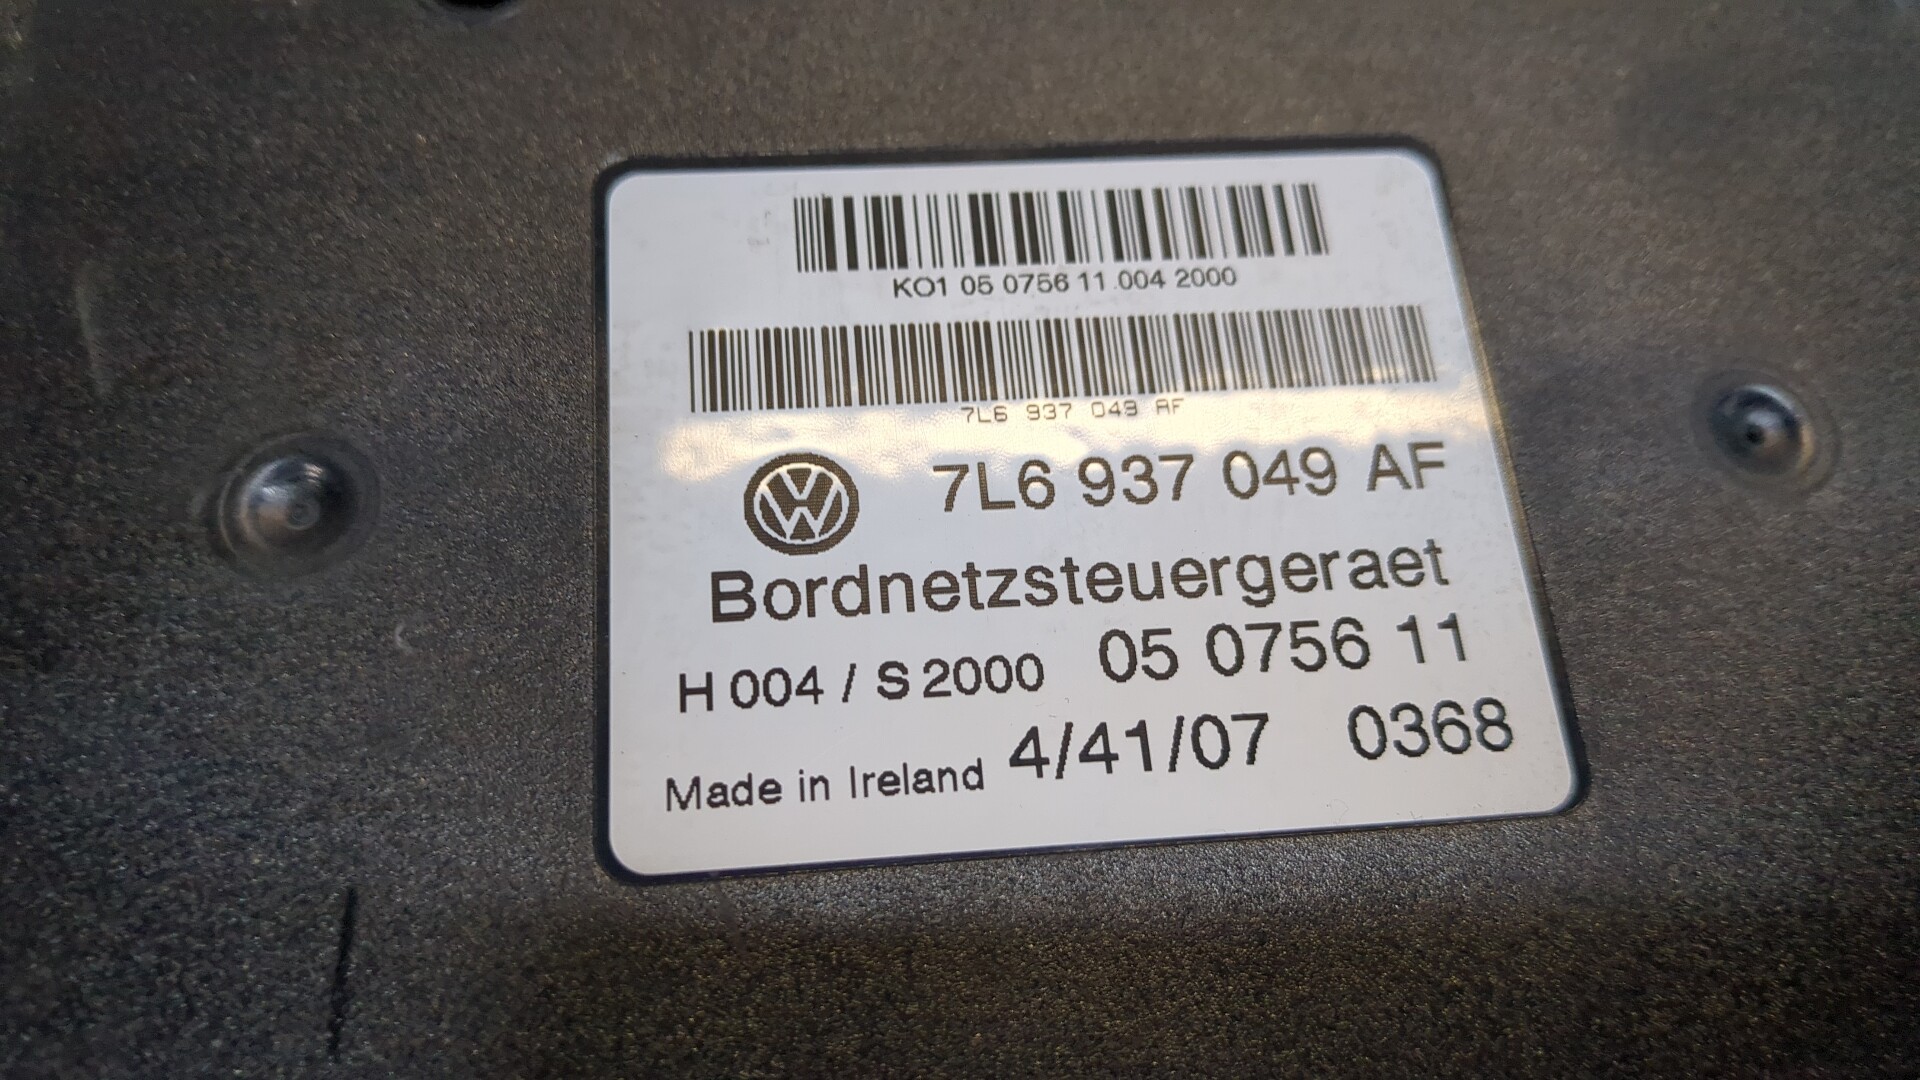 KO1 05 0756 11 004 2000
7L6 937 049 AF
7L6 937 049 AF
Bordnetzsteuergeraet
H 004 / S 2000 05 0756 11
Made in Ireland 4/41/07 0368